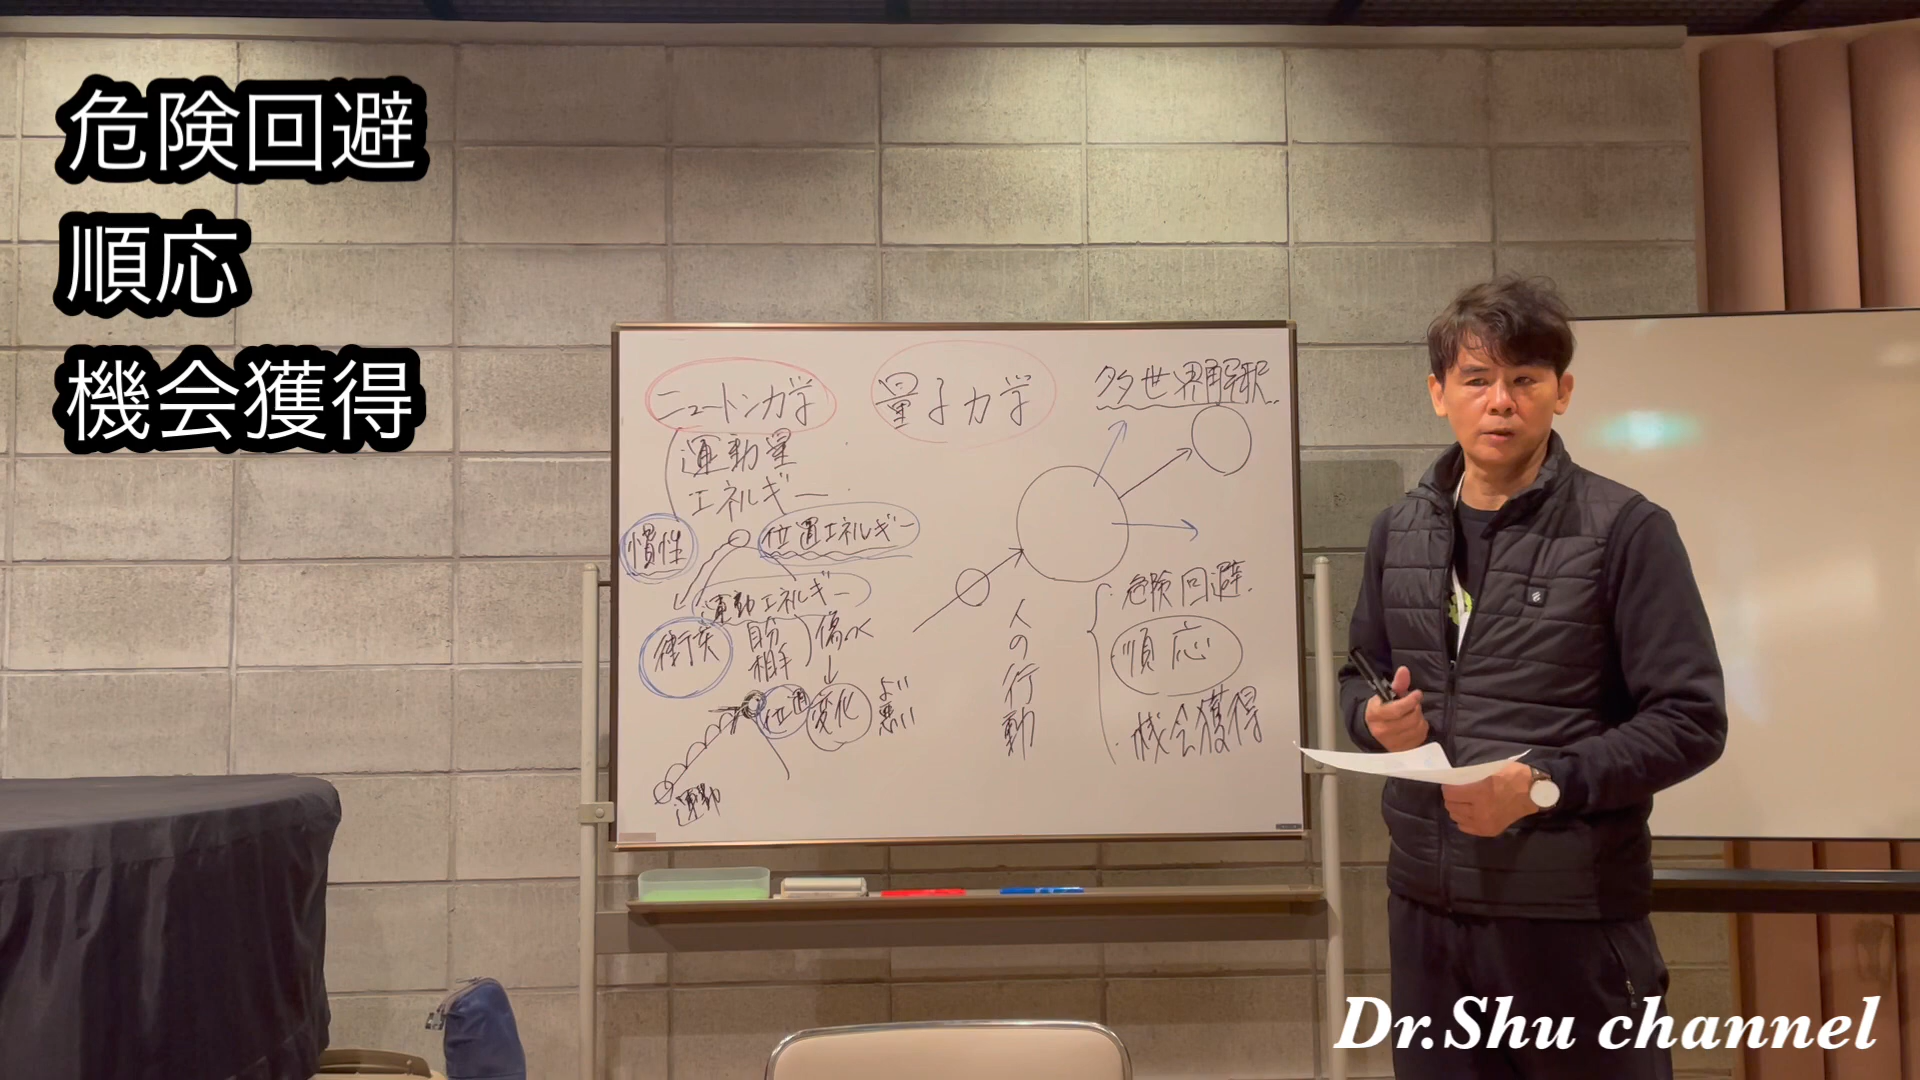 危険回避
順応
機会獲得
ニュートン力学
量子力学
多世界解釈
運動量
エネルギー
慣性
位置エネルギー
運動エネルギー
衝突
自分
相手
傷つく
位置
変化
よい
悪い
運動
人の行動
危険回避
順応
機会獲得
Dr.Shu channel